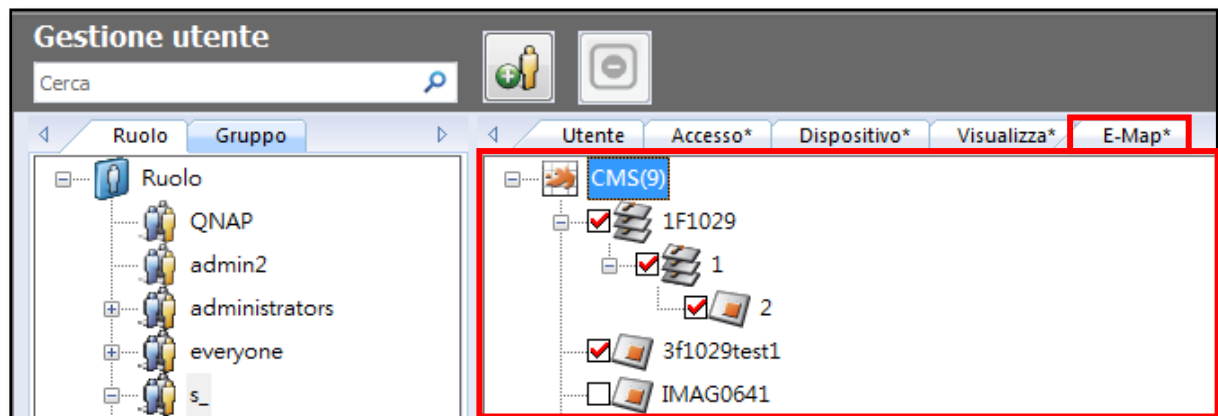 Gestione utente
Cerca
Ruolo Gruppo
Ruolo
QNAP
admin2
administrators
everyone
s_
Utente Accesso* Dispositivo* Visualizza* E-Map*
CMS(9)
1F1029
1
2
3f1029test1
IMAG0641